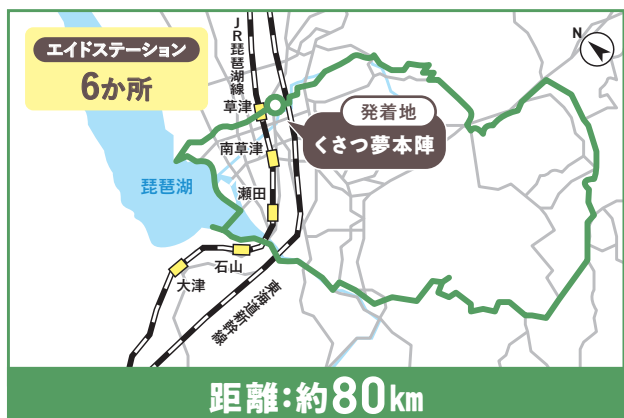 エイドステーション
6か所
N
JR琵琶湖線
草津
発着地
くさつ夢本陣
南草津
琵琶湖
瀬田
石山
大津
東海道新幹線
距離:約80km